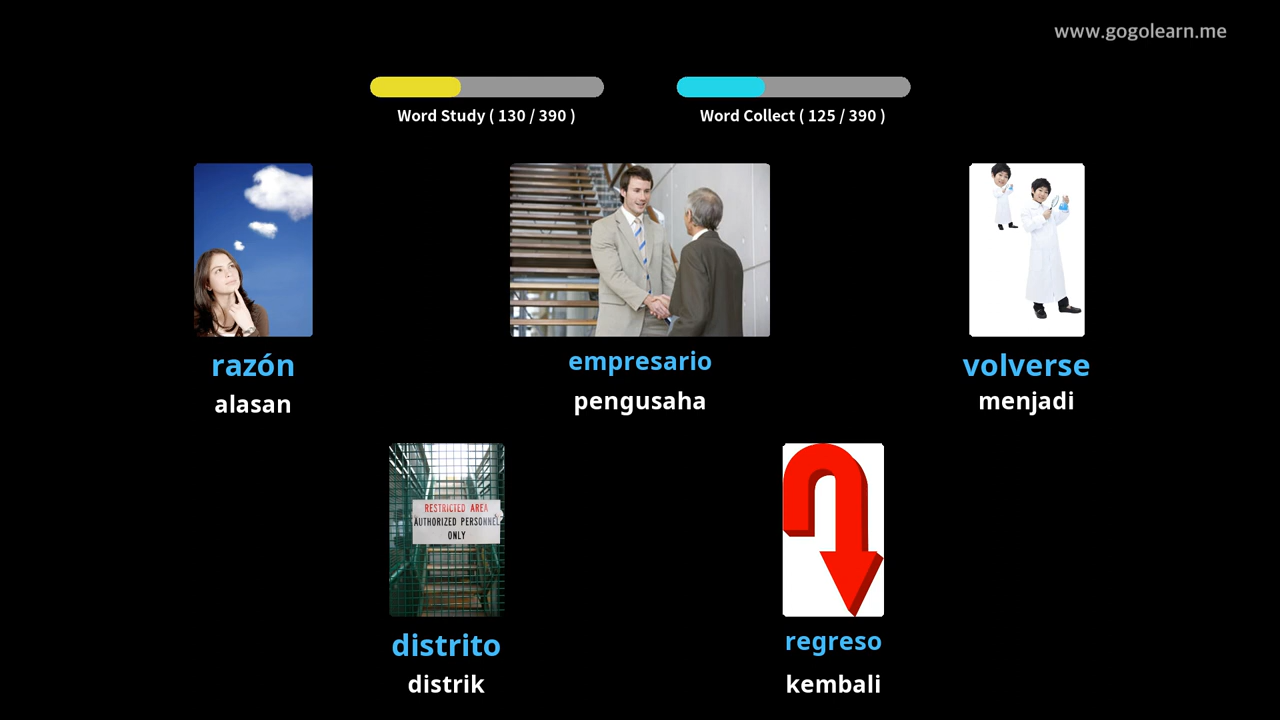 www.gogolearn.me
Word Study ( 130 / 390 )
Word Collect ( 125 / 390 )
razón
alasan
empresario
pengusaha
volverse
menjadi
RESTRICTED AREA
AUTHORIZED PERSONNEL
ONLY
distrito
distrik
regreso
kembali